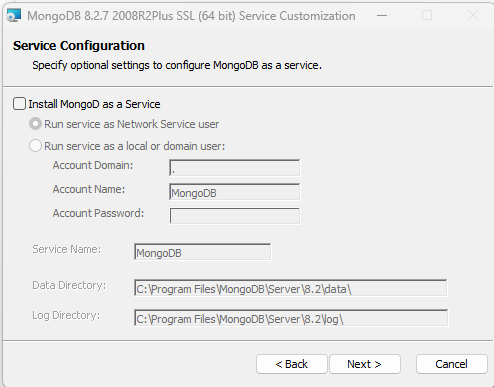 MongoDB 8.2.7 2008R2Plus SSL (64 bit) Service Customization
Service Configuration
Specify optional settings to configure MongoDB as a service.
Install MongoD as a Service
Run service as Network Service user
Run service as a local or domain user:
Account Domain: .
Account Name: MongoDB
Account Password:
Service Name: MongoDB
Data Directory: C:\Program Files\MongoDB\Server\8.2\data\
Log Directory: C:\Program Files\MongoDB\Server\8.2\log\
< Back Next > Cancel